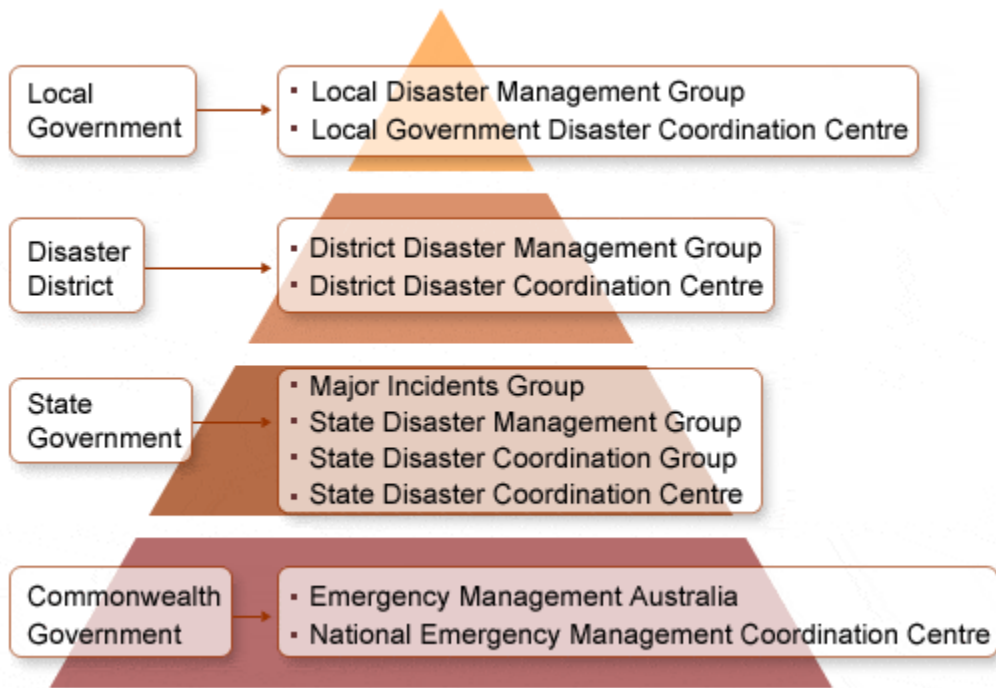 Local
Government
▪ Local Disaster Management Group
▪ Local Government Disaster Coordination Centre
Disaster
District
▪ District Disaster Management Group
▪ District Disaster Coordination Centre
State
Government
▪ Major Incidents Group
▪ State Disaster Management Group
▪ State Disaster Coordination Group
▪ State Disaster Coordination Centre
Commonwealth
Government
▪ Emergency Management Australia
▪ National Emergency Management Coordination Centre